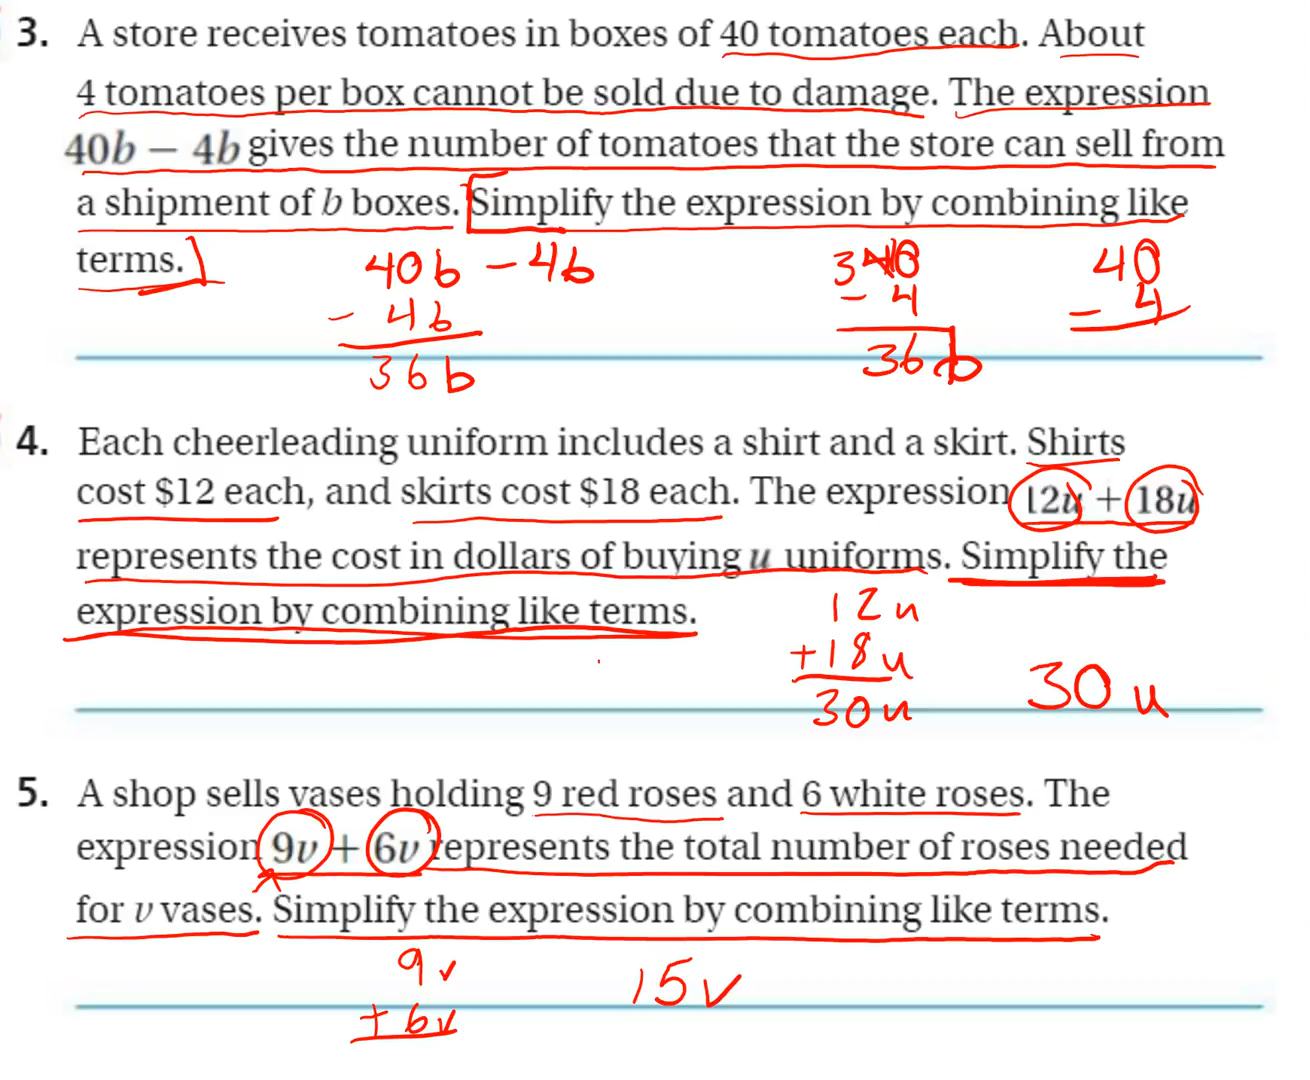 3. A store receives tomatoes in boxes of 40 tomatoes each. About
4 tomatoes per box cannot be sold due to damage. The expression
40b – 4b gives the number of tomatoes that the store can sell from
a shipment of b boxes. Simplify the expression by combining like
terms.
40b - 4b
- 4b
36b
340
- 4
36b
40
- 4
4. Each cheerleading uniform includes a shirt and a skirt. Shirts
cost $12 each, and skirts cost $18 each. The expression 12u + 18u
represents the cost in dollars of buying u uniforms. Simplify the
expression by combining like terms.
12u
+18u
30u
30u
5. A shop sells vases holding 9 red roses and 6 white roses. The
expression 9v + 6v represents the total number of roses needed
for v vases. Simplify the expression by combining like terms.
9v
+ 6v
15v